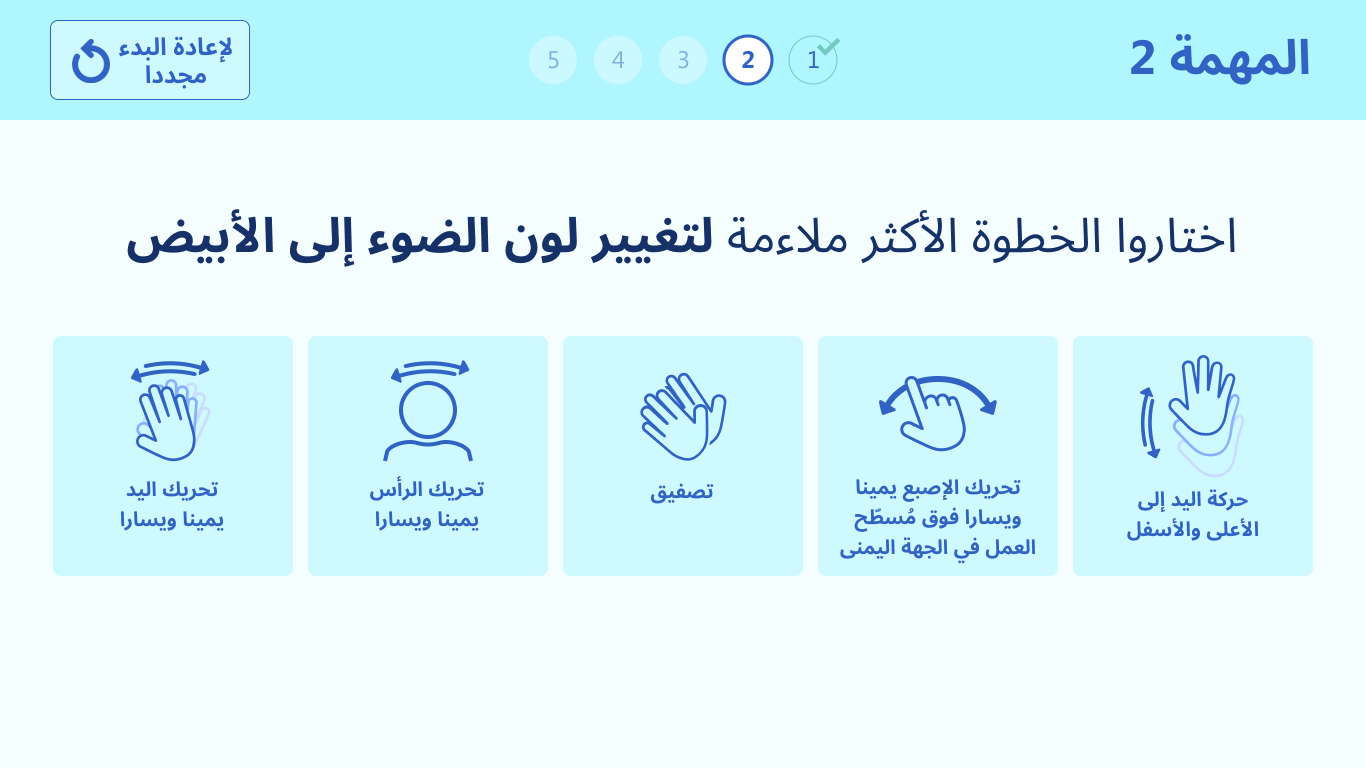 المهمة 2
1
2
3
4
5
لإعادة البدء
مجددا
اختاروا الخطوة الأكثر ملاءمة لتغيير لون الضوء إلى الأبيض
حركة اليد إلى
الأعلى والأسفل
تحريك الإصبع يمينا
ويسارا فوق مُسطّح
العمل في الجهة اليمنى
تصفيق
تحريك الرأس
يمينا ويسارا
تحريك اليد
يمينا ويسارا